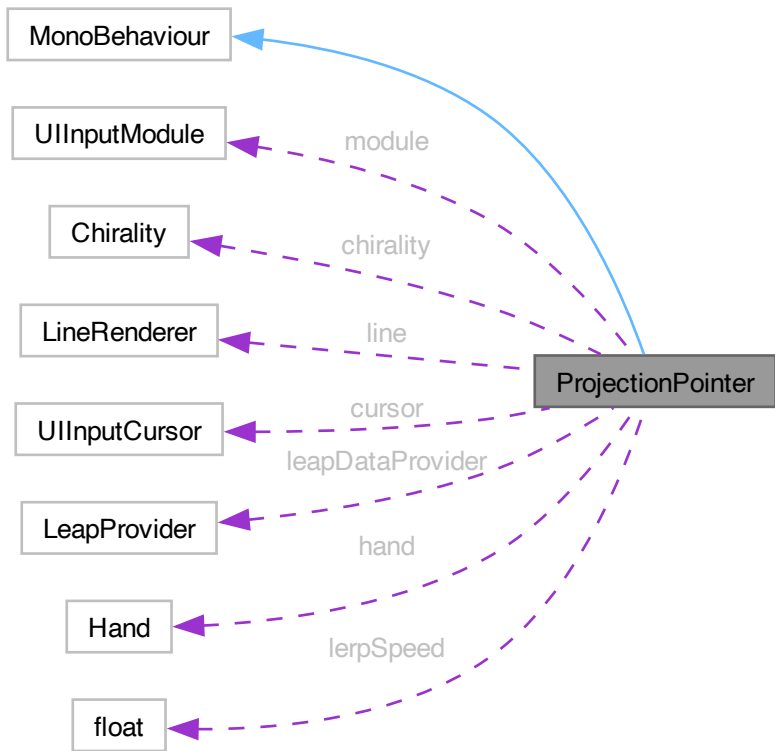 MonoBehaviour
UIInputModule
module
Chirality
chirality
LineRenderer
line
ProjectionPointer
UIInputCursor
cursor
leapDataProvider
LeapProvider
hand
Hand
lerpSpeed
float